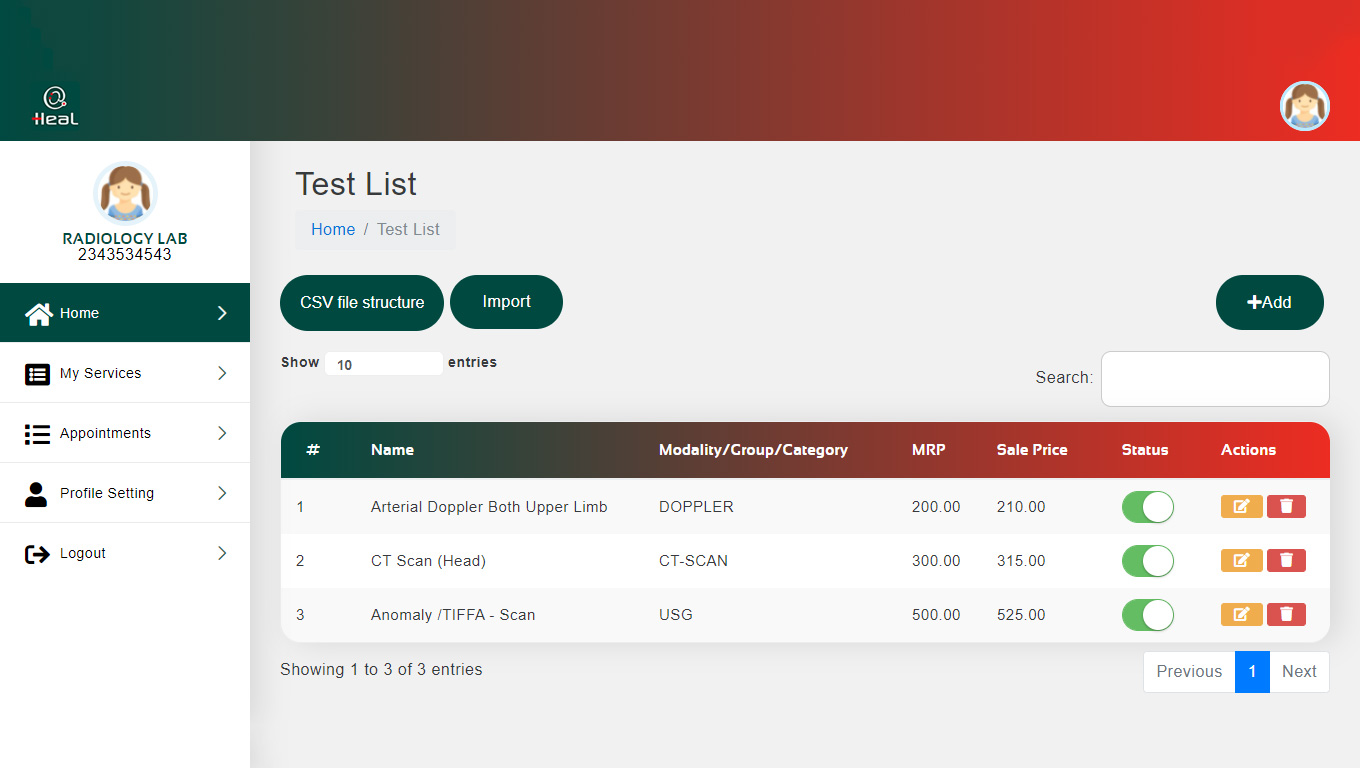 Heal
RADIOLOGY LAB
2343534543
Home
My Services
Appointments
Profile Setting
Logout
Test List
Home / Test List
CSV file structure Import +Add
Show 10 entries
Search:
# Name Modality/Group/Category MRP Sale Price Status Actions
1 Arterial Doppler Both Upper Limb DOPPLER 200.00 210.00
2 CT Scan (Head) CT-SCAN 300.00 315.00
3 Anomaly /TIFFA - Scan USG 500.00 525.00
Showing 1 to 3 of 3 entries
Previous 1 Next